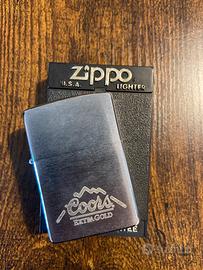 zippo
U.S.A. LIGHTER
Coors
EXTRA GOLD